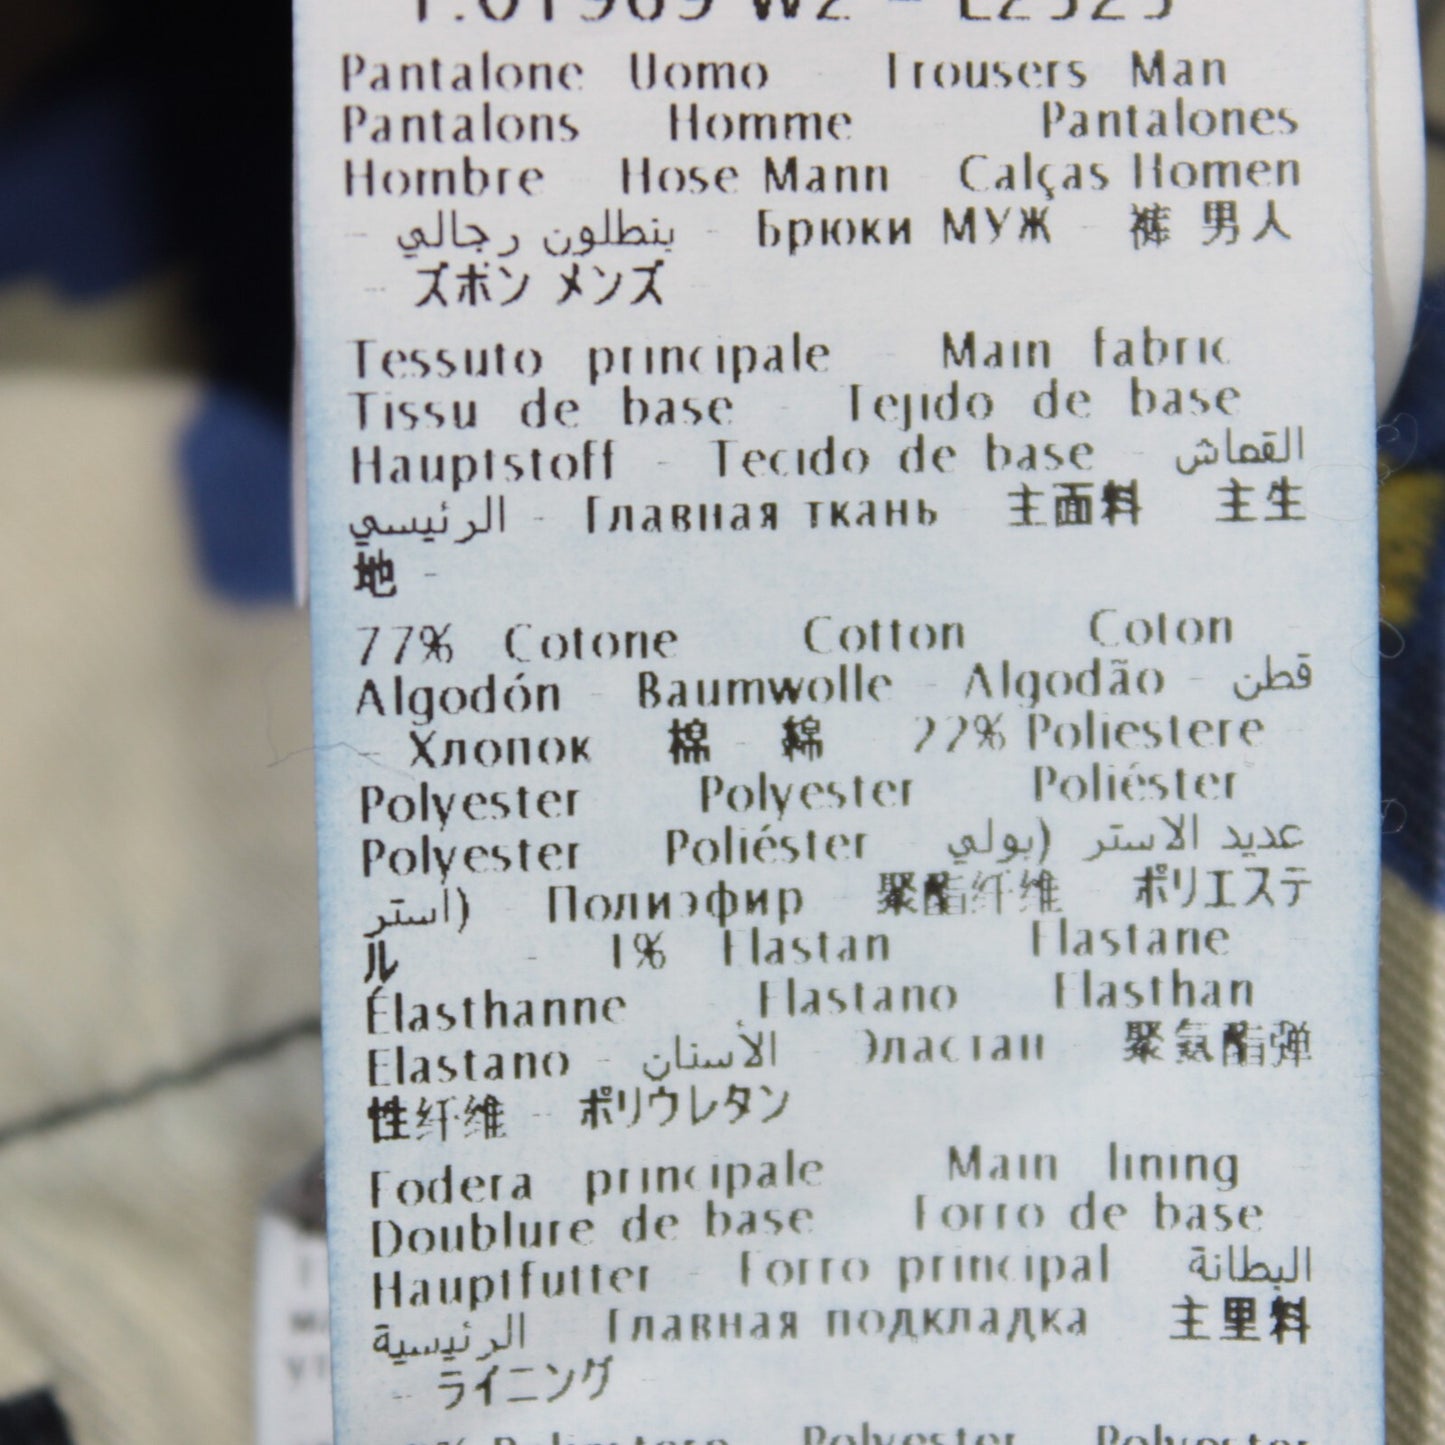 Pantalone Uomo Trousers Man
Pantalons Homme Pantalones
Hombre Hose Mann - Calças Homen
- بنطلون رجالي - Брюки МУЖ - 裤 男人
- ズボン メンズ
Tessuto principale - Main fabric
Tissu de base - Tejido de base
Hauptstoff - Tecido de base - القماش
الرئيسي - Главная ткань 主面料 主生
地 -
77% Cotone Cotton Coton
Algodón - Baumwolle - Algodão - قطن
- Хлопок 棉 - 綿 22% Poliestere
Polyester Polyester Poliéster
Polyester Poliéster عديد الاستر (بولي
استر) Полиэфир 聚酯纤维 ポリエステ
ル - 1% Elastan Elastane
Élasthanne Elastano Elasthan
Elastano - الأستان - Эластан 聚氨酯弹
性纤维 - ポリウレタン
Fodera principale Main lining
Doublure de base Forro de base
Hauptfutter - Forro principal البطانة
الرئيسية Главная подкладка 主里料
- ライニング
Poliestere Polyester Polyester